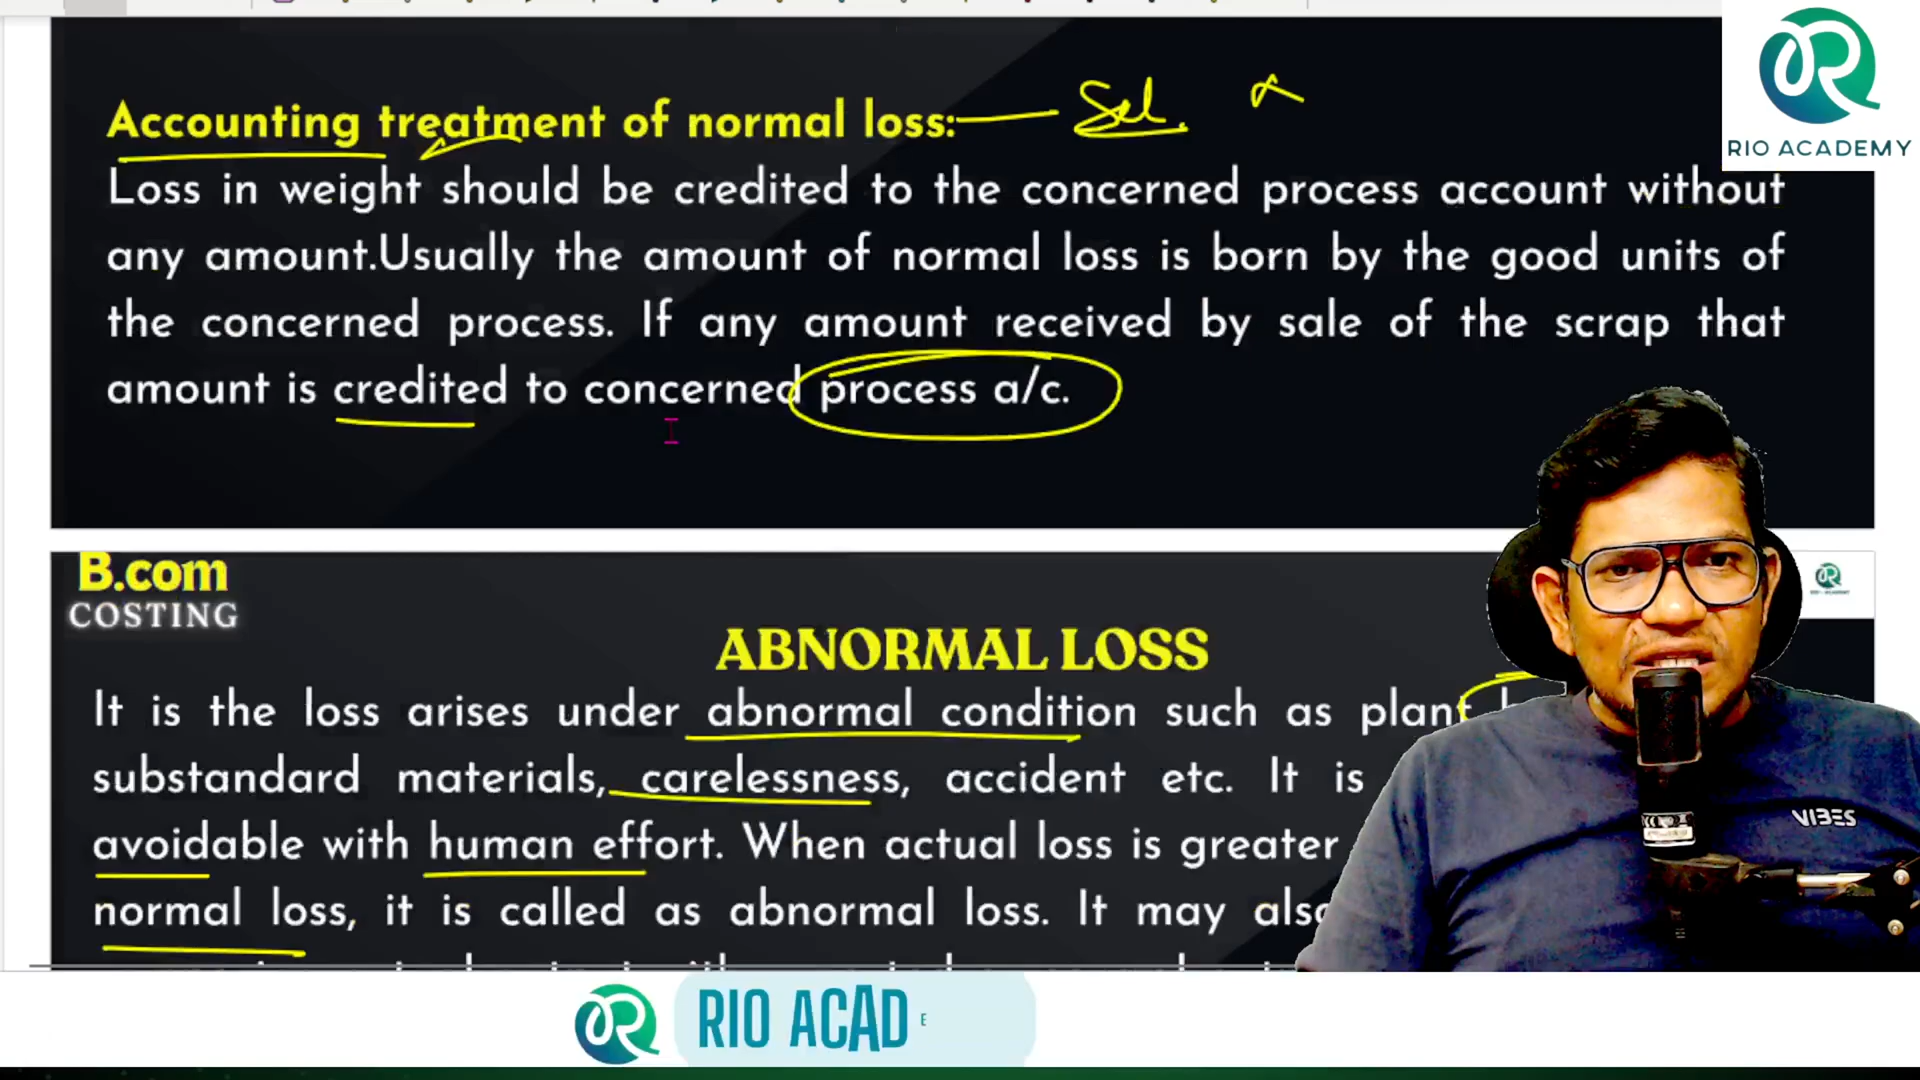 RIO ACADEMY
Accounting treatment of normal loss:
Loss in weight should be credited to the concerned process account without
any amount.Usually the amount of normal loss is born by the good units of
the concerned process. If any amount received by sale of the scrap that
amount is credited to concerned process a/c.
B.com
COSTING
ABNORMAL LOSS
It is the loss arises under abnormal condition such as plant
substandard materials, carelessness, accident etc. It is
avoidable with human effort. When actual loss is greater
normal loss, it is called as abnormal loss. It may also
VIBES
RIO ACAD E